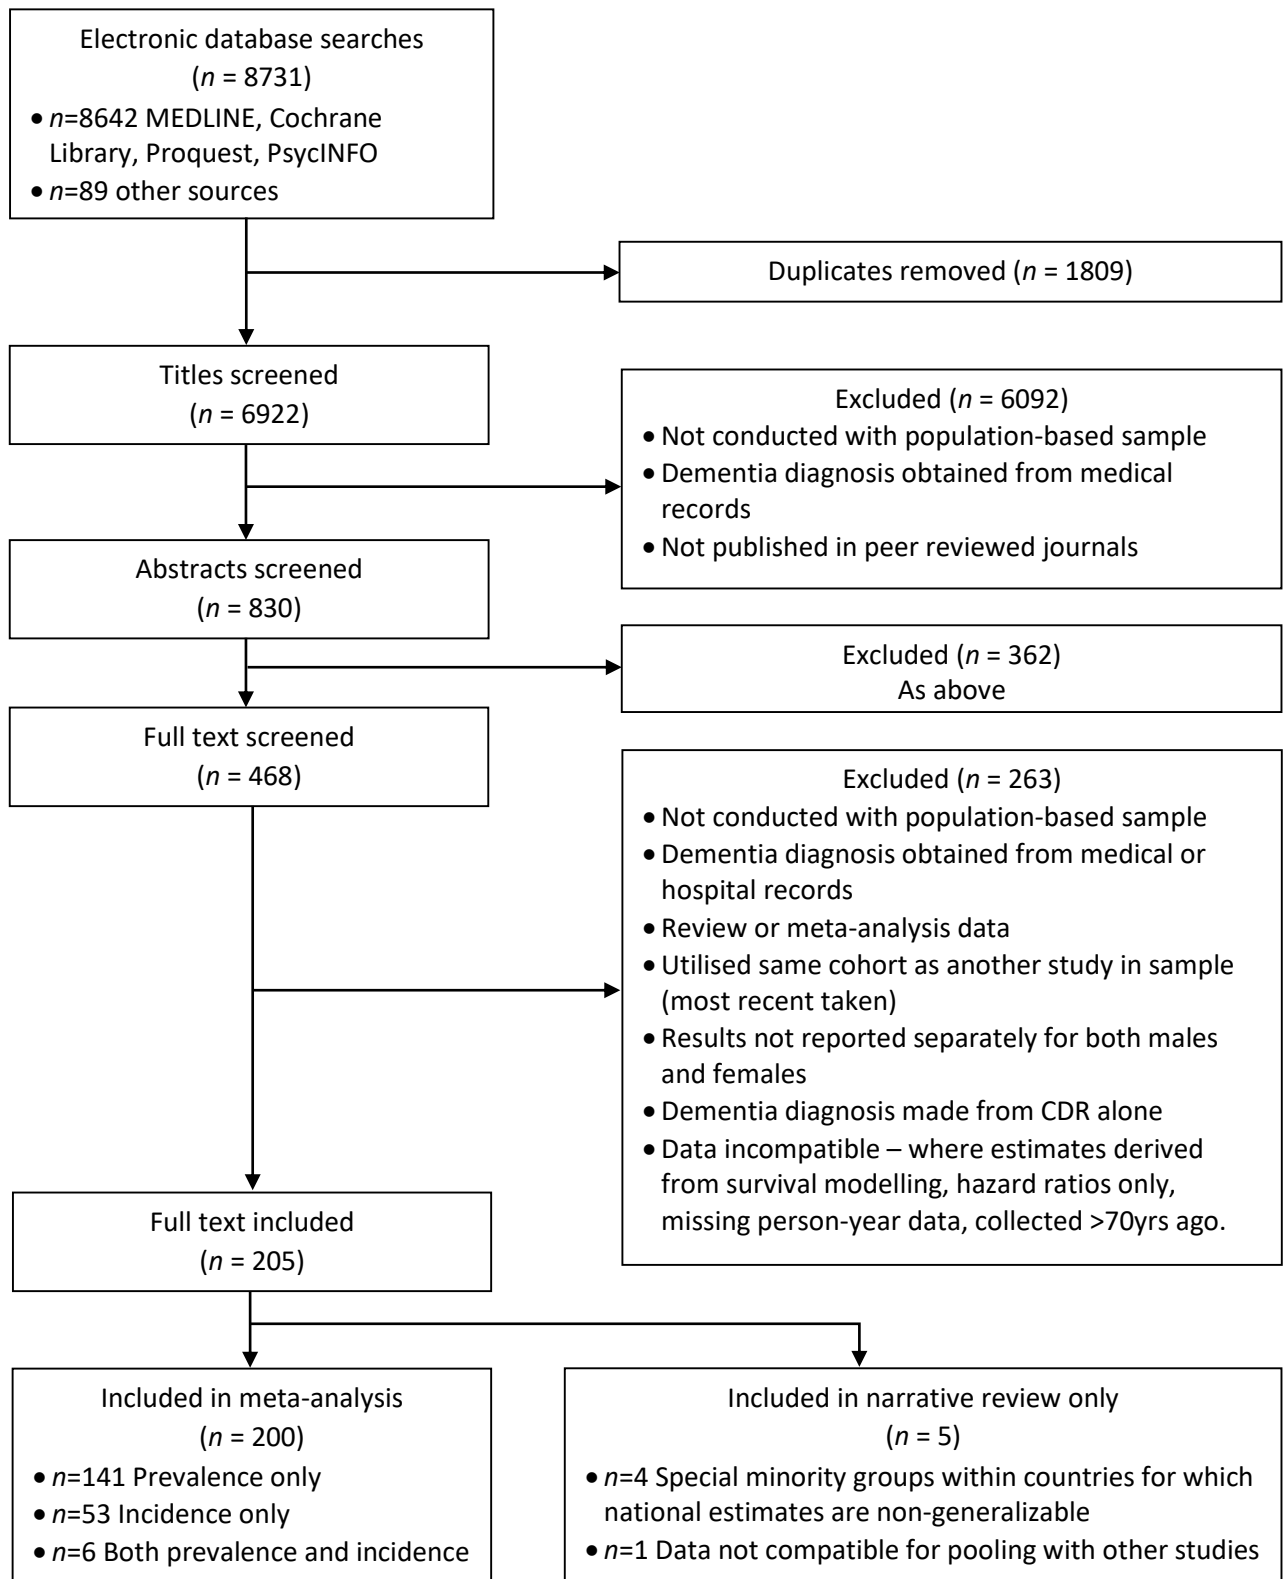 Electronic database searches
(n = 8731)
• n=8642 MEDLINE, Cochrane
Library, Proquest, PsycINFO
• n=89 other sources
Duplicates removed (n = 1809)
Titles screened
(n = 6922)
Excluded (n = 6092)
• Not conducted with population-based sample
• Dementia diagnosis obtained from medical
records
• Not published in peer reviewed journals
Abstracts screened
(n = 830)
Excluded (n = 362)
As above
Full text screened
(n = 468)
Excluded (n = 263)
• Not conducted with population-based sample
• Dementia diagnosis obtained from medical or
hospital records
• Review or meta-analysis data
• Utilised same cohort as another study in sample
(most recent taken)
• Results not reported separately for both males
and females
• Dementia diagnosis made from CDR alone
• Data incompatible – where estimates derived
from survival modelling, hazard ratios only,
missing person-year data, collected >70yrs ago.
Full text included
(n = 205)
Included in meta-analysis
(n = 200)
• n=141 Prevalence only
• n=53 Incidence only
• n=6 Both prevalence and incidence
Included in narrative review only
(n = 5)
• n=4 Special minority groups within countries for which
national estimates are non-generalizable
• n=1 Data not compatible for pooling with other studies